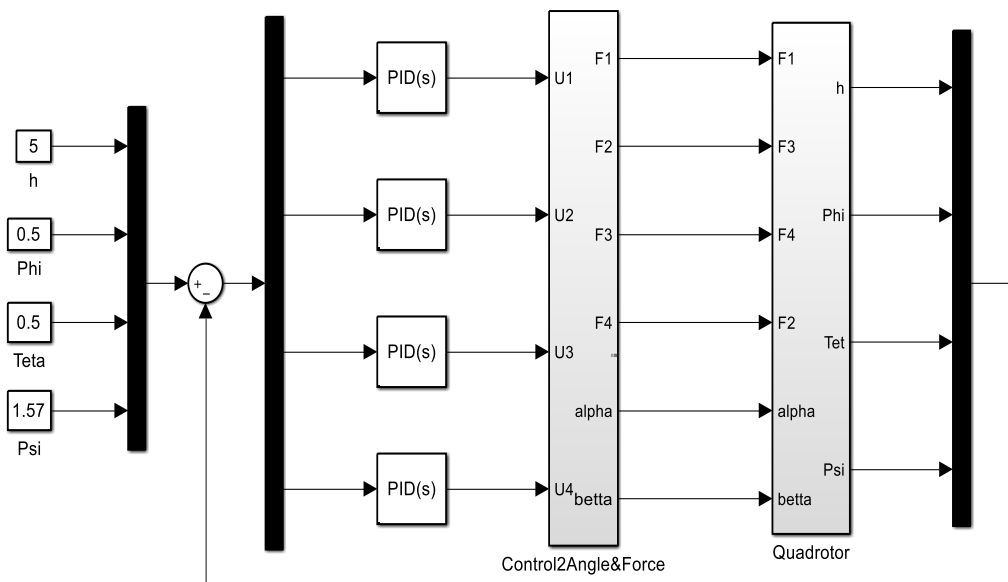 5
h
0.5
Phi
0.5
Teta
1.57
Psi
+
−
PID(s)
PID(s)
PID(s)
PID(s)
U1
U2
U3
U4
F1
F2
F3
F4
alpha
betta
Control2Angle&Force
F1
F3
F4
F2
alpha
betta
h
Phi
Tet
Psi
Quadrotor